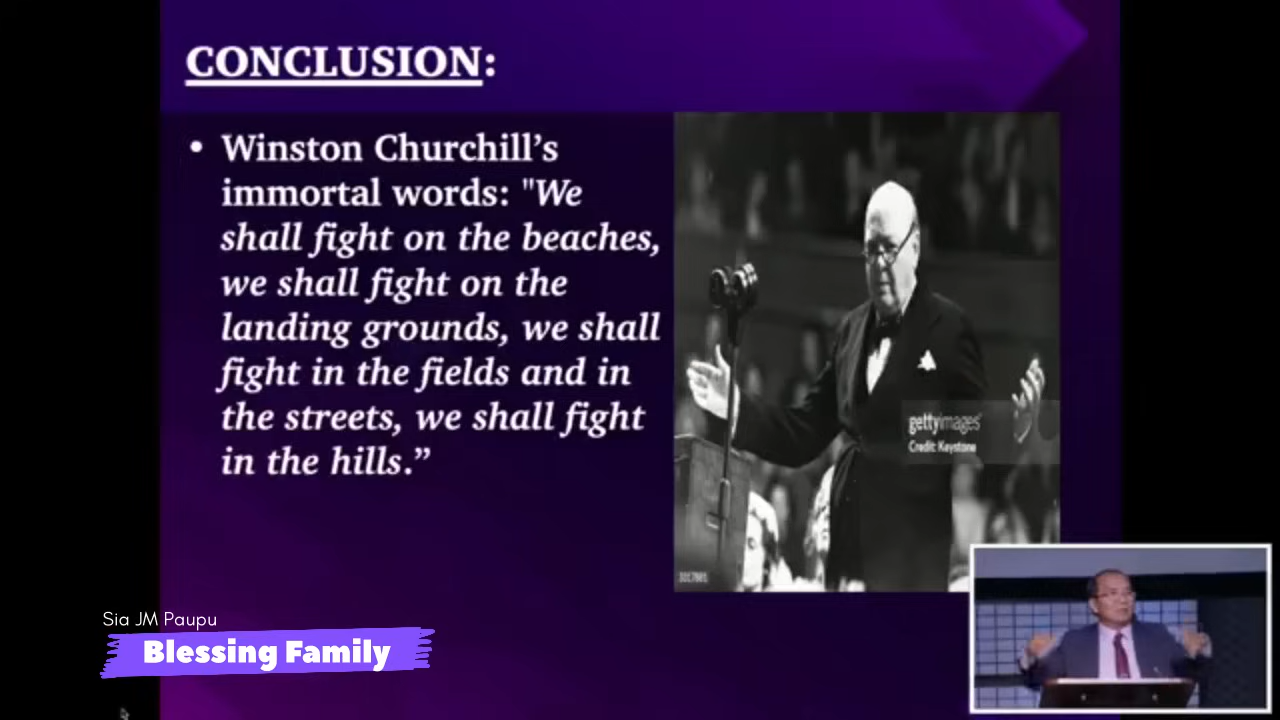 CONCLUSION:
• Winston Churchill’s
immortal words: "We
shall fight on the beaches,
we shall fight on the
landing grounds, we shall
fight in the fields and in
the streets, we shall fight
in the hills.”
gettyimages
Credit: Keystone
Sia JM Paupu
Blessing Family